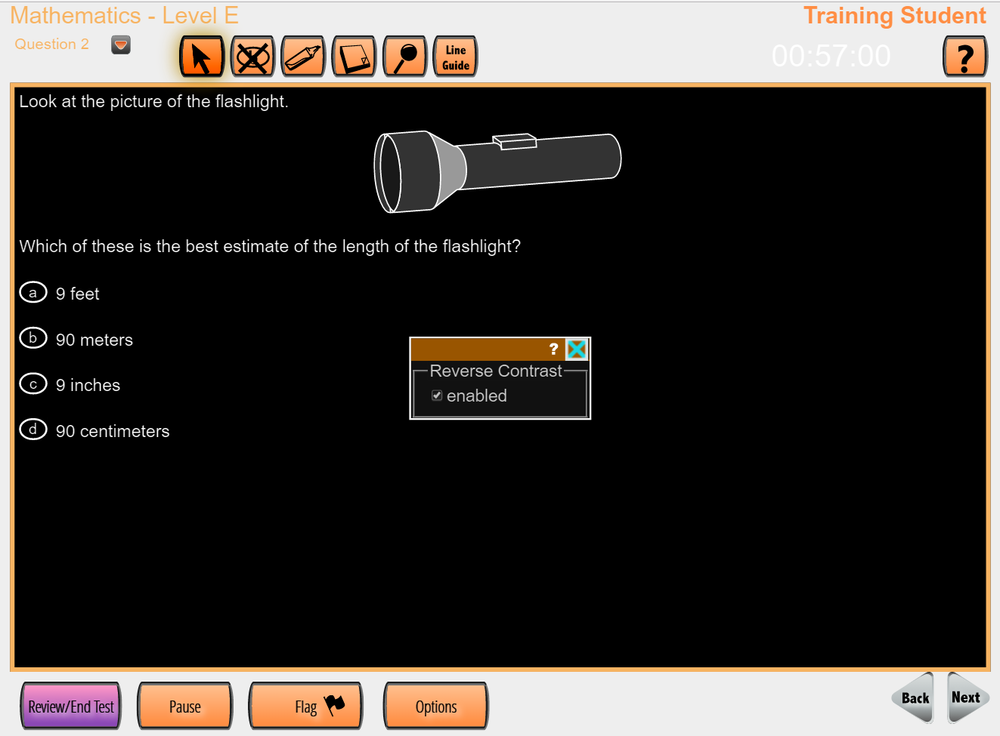 Mathematics - Level E
Training Student
Question 2
Line
Guide
00:57:00
?
Look at the picture of the flashlight.
Which of these is the best estimate of the length of the flashlight?
a 9 feet
b 90 meters
c 9 inches
d 90 centimeters
?
Reverse Contrast
enabled
Review/End Test
Pause
Flag
Options
Back
Next